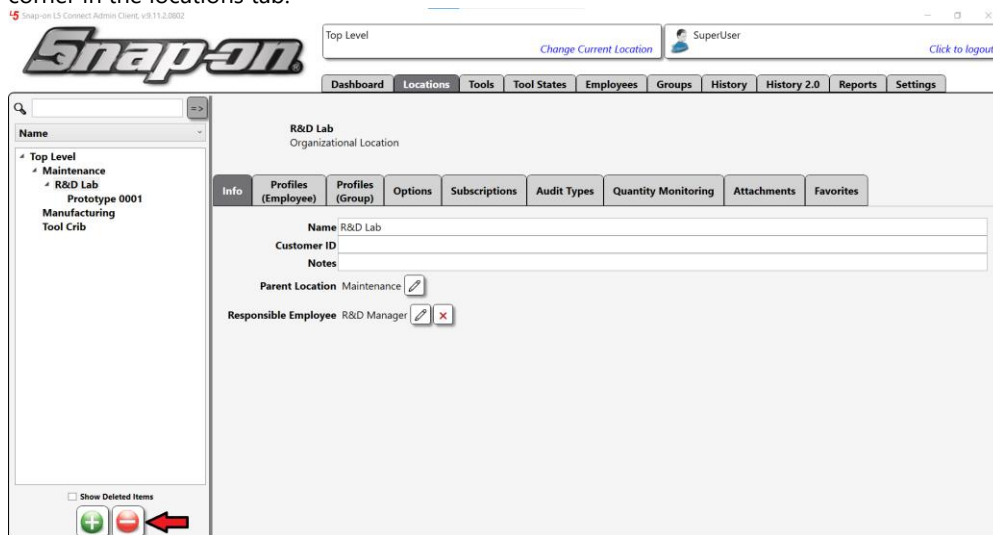 corner in the locations tab.
Snap-on L5 Connect Admin Client, v:9.11.2.0802
Snap-on
Top Level
Change Current Location
SuperUser
Click to logout
Dashboard Locations Tools Tool States Employees Groups History History 2.0 Reports Settings
=>
Name
Top Level
Maintenance
R&D Lab
Prototype 0001
Manufacturing
Tool Crib
R&D Lab
Organizational Location
Info Profiles (Employee) Profiles (Group) Options Subscriptions Audit Types Quantity Monitoring Attachments Favorites
Name R&D Lab
Customer ID
Notes
Parent Location Maintenance
Responsible Employee R&D Manager
Show Deleted Items